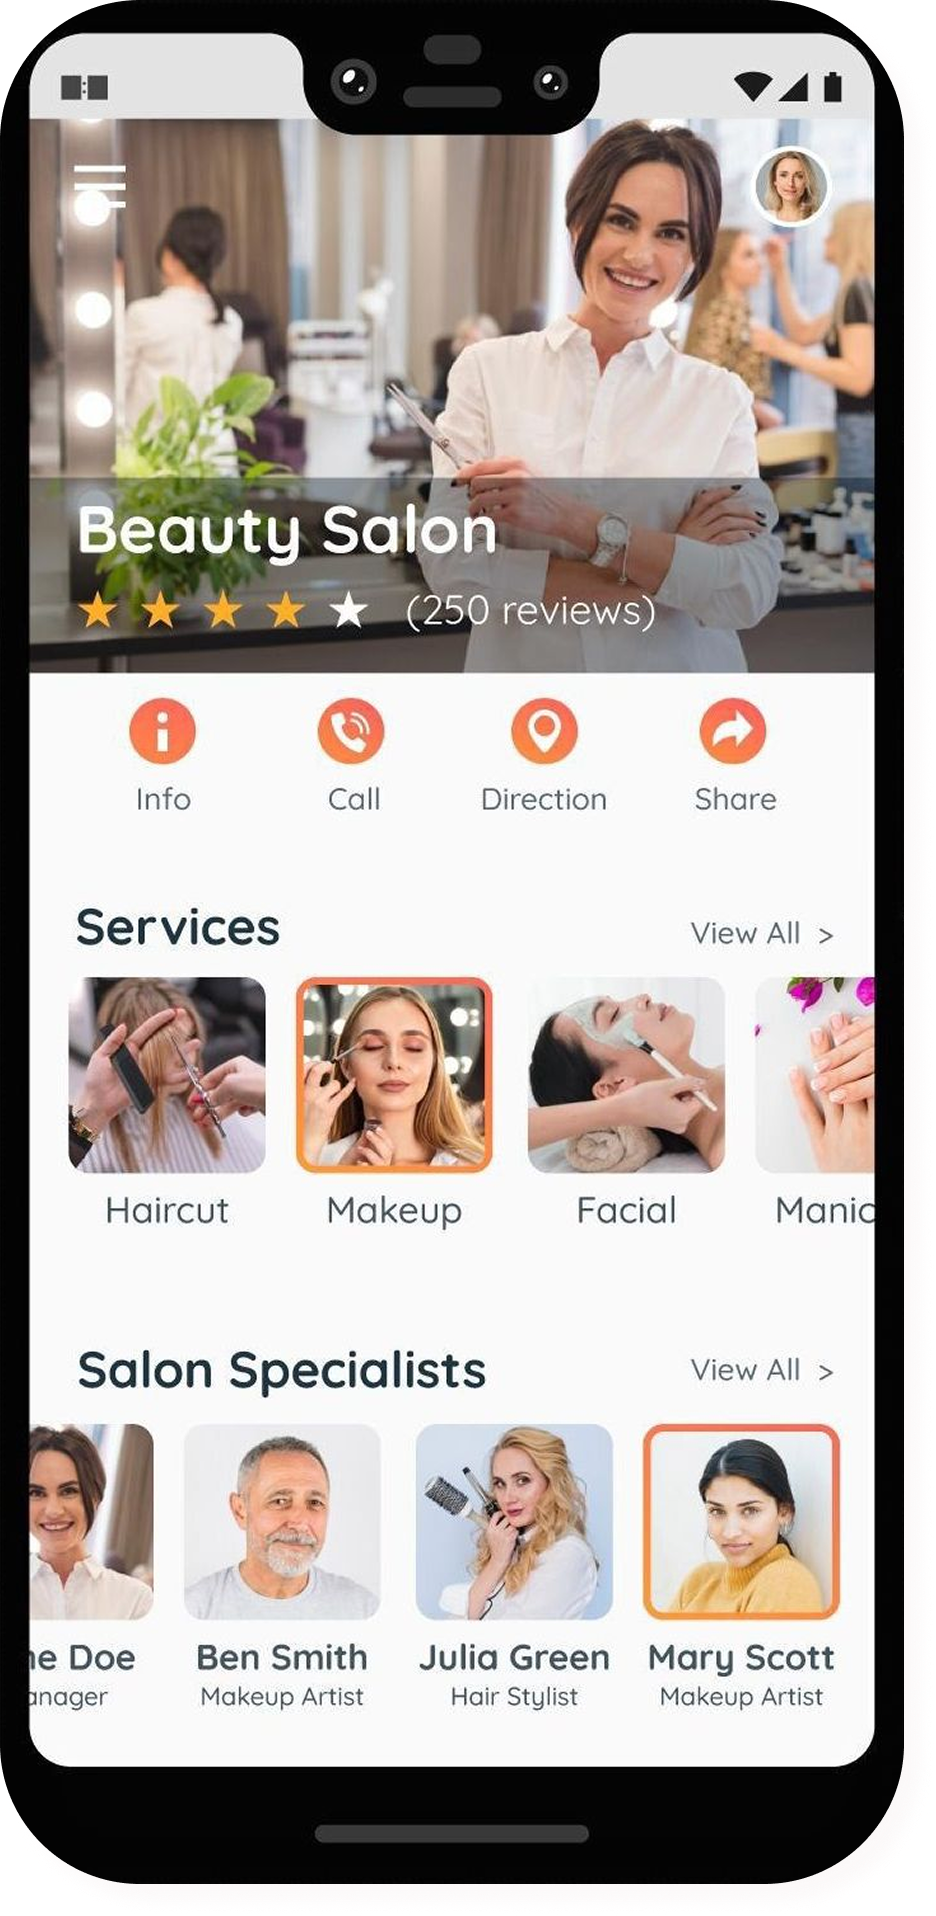 Beauty Salon
(250 reviews)
Info Call Direction Share
Services View All >
Haircut Makeup Facial Manic
Salon Specialists View All >
ne Doe Ben Smith Julia Green Mary Scott
anager Makeup Artist Hair Stylist Makeup Artist